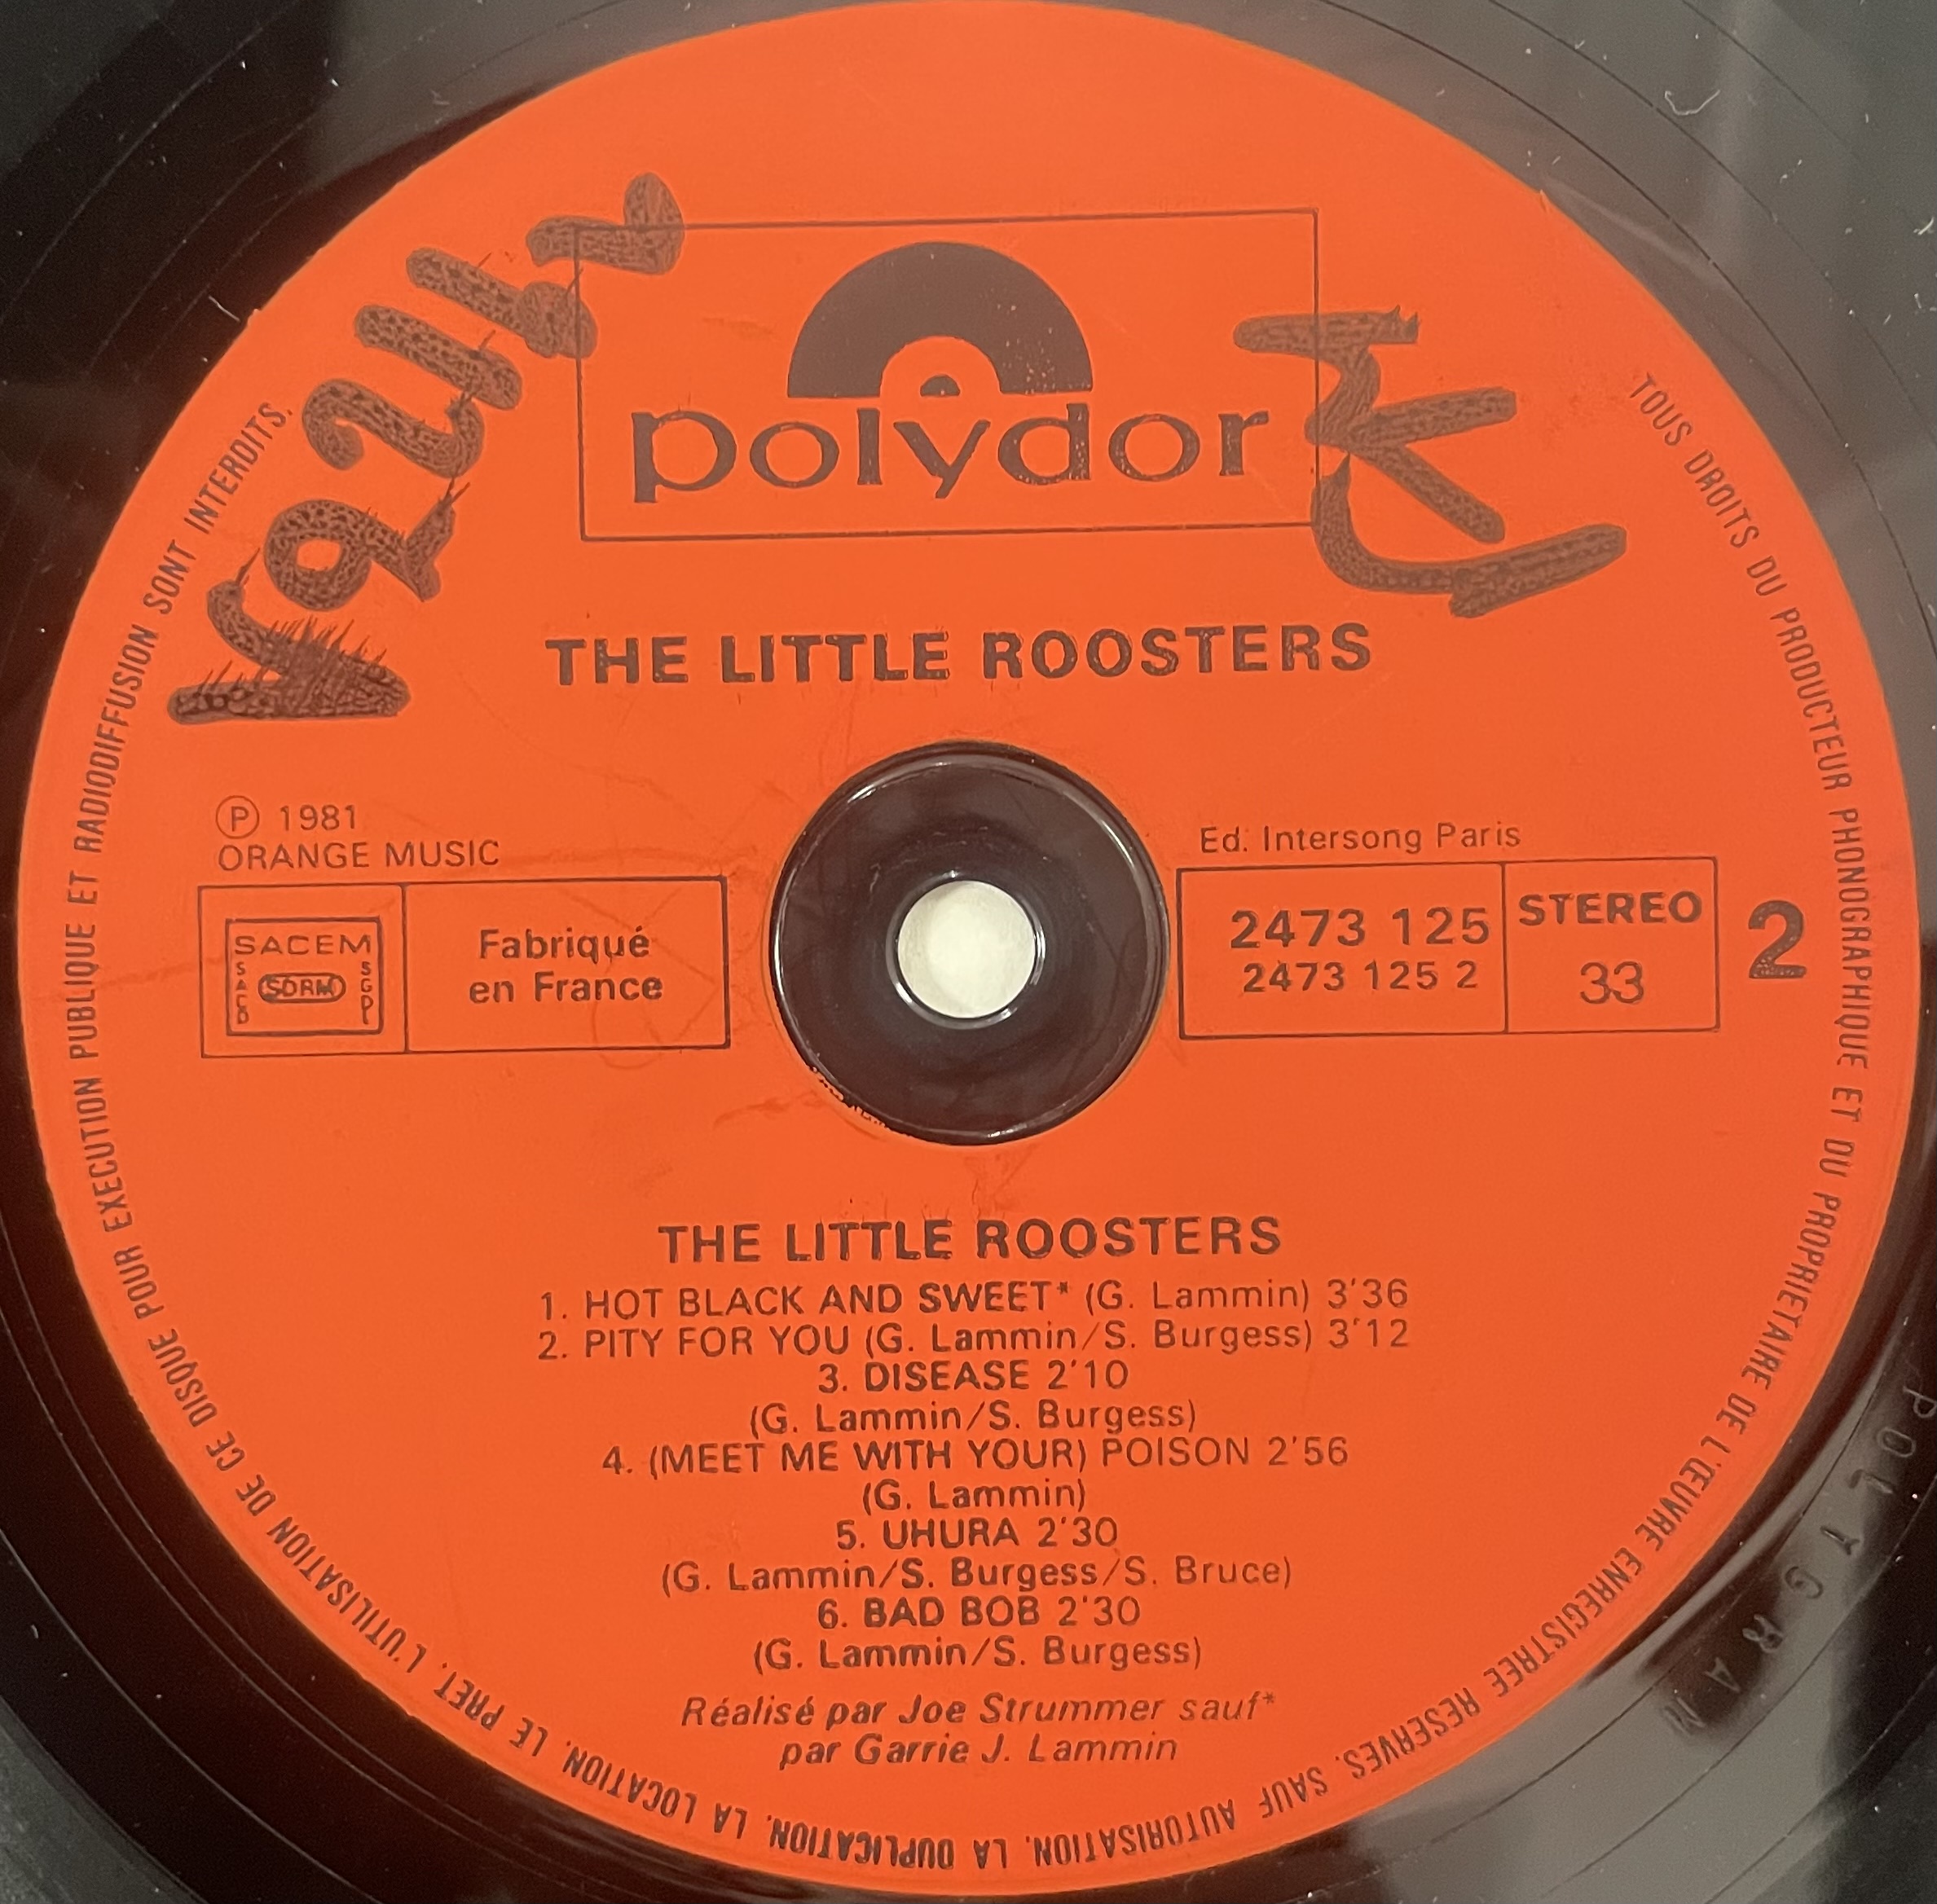 polydor
THE LITTLE ROOSTERS
℗ 1981
ORANGE MUSIC
SACEM
SACD
SDRM
SGDL
Fabriqué
en France
Ed. Intersong Paris
2473 125
2473 125 2
STEREO
33
2
THE LITTLE ROOSTERS
1. HOT BLACK AND SWEET* (G. Lammin) 3'36
2. PITY FOR YOU (G. Lammin/S. Burgess) 3'12
3. DISEASE 2'10
(G. Lammin/S. Burgess)
4. (MEET ME WITH YOUR) POISON 2'56
(G. Lammin)
5. UHURA 2'30
(G. Lammin/S. Burgess/S. Bruce)
6. BAD BOB 2'30
(G. Lammin/S. Burgess)
Réalisé par Joe Strummer sauf*
par Garrie J. Lammin
TOUS DROITS DU PRODUCTEUR PHONOGRAPHIQUE ET DU PROPRIETAIRE DE L'ŒUVRE ENREGISTREE RESERVES. SAUF AUTORISATION, LA DUPLICATION, LA LOCATION, LE PRET, L'UTILISATION DE CE DISQUE POUR EXECUTION PUBLIQUE ET RADIODIFFUSION SONT INTERDITS.
POLYGRAM